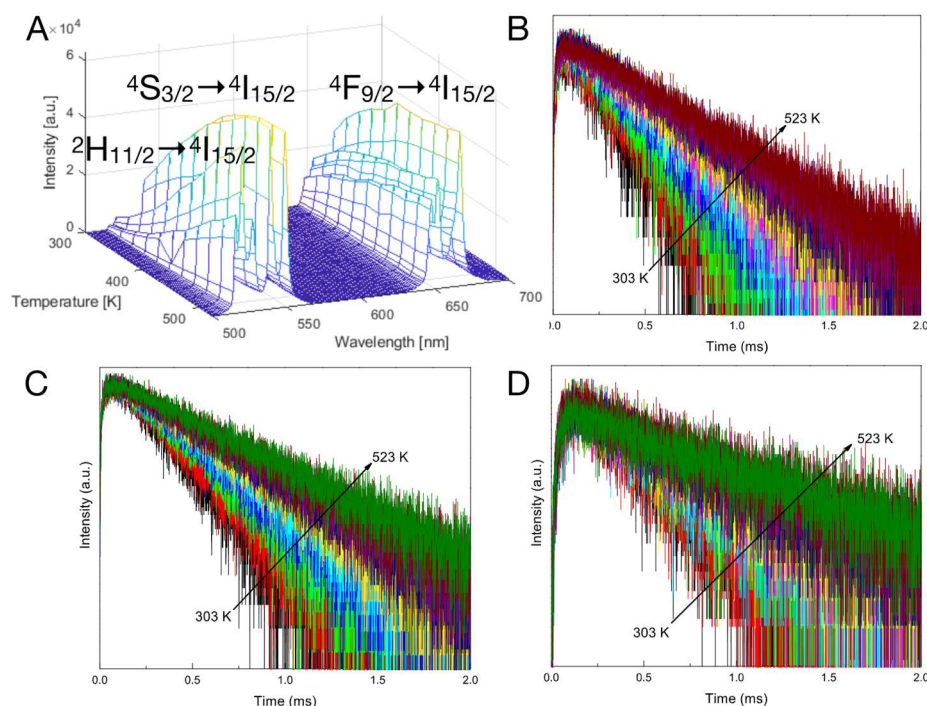 A
×10⁴
6
4
2
0
Intensity [a.u.]
⁴S₃/₂→⁴I₁₅/₂
⁴F₉/₂→⁴I₁₅/₂
²H₁₁/₂→⁴I₁₅/₂
300
400
500
Temperature [K]
500
550
600
650
700
Wavelength [nm]
B
Intensity (a.u.)
523 K
303 K
0.0 0.5 1.0 1.5 2.0
Time (ms)
C
Intensity (a.u.)
523 K
303 K
0.0 0.5 1.0 1.5 2.0
Time (ms)
D
Intensity (a.u.)
523 K
303 K
0.0 0.5 1.0 1.5 2.0
Time (ms)